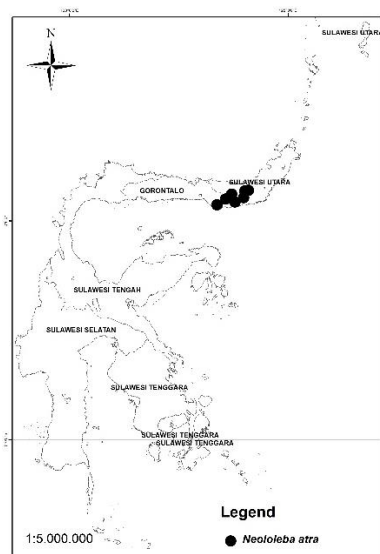 N
SULAWESI UTARA
SULAWESI UTARA
GORONTALO
SULAWESI TENGAH
SULAWESI SELATAN
SULAWESI TENGGARA
SULAWESI TENGGARA
SULAWESI TENGGARA
Legend
1:5.000.000
Neololeba atra